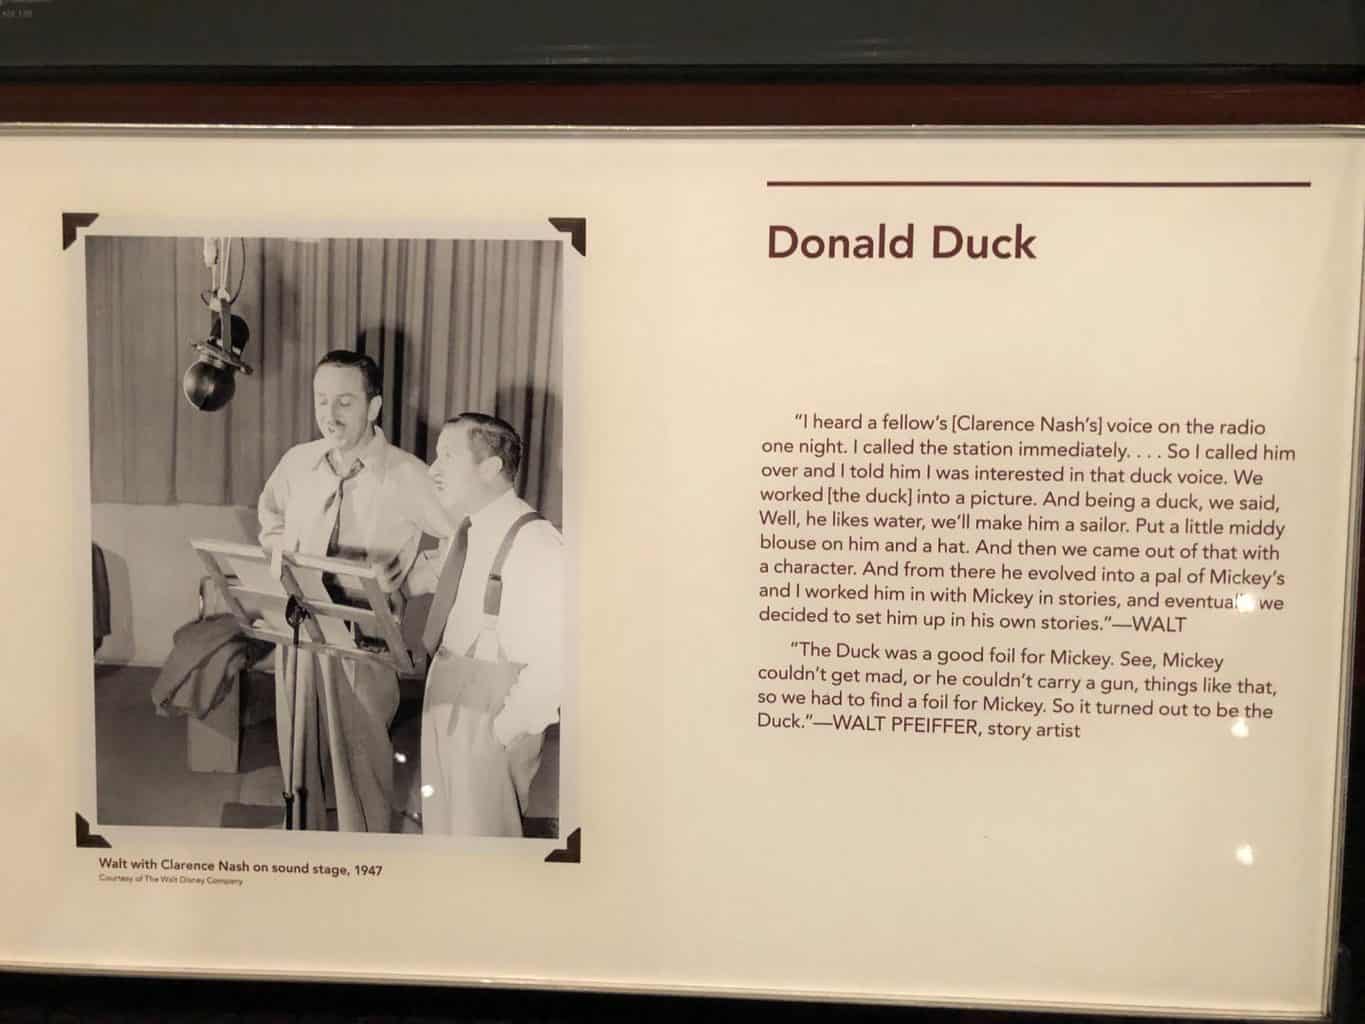 Donald Duck
"I heard a fellow's [Clarence Nash's] voice on the radio
one night. I called the station immediately. . . . So I called him
over and I told him I was interested in that duck voice. We
worked [the duck] into a picture. And being a duck, we said,
Well, he likes water, we'll make him a sailor. Put a little middy
blouse on him and a hat. And then we came out of that with
a character. And from there he evolved into a pal of Mickey's
and I worked him in with Mickey in stories, and eventually we
decided to set him up in his own stories."—WALT
"The Duck was a good foil for Mickey. See, Mickey
couldn't get mad, or he couldn't carry a gun, things like that,
so we had to find a foil for Mickey. So it turned out to be the
Duck."—WALT PFEIFFER, story artist
Walt with Clarence Nash on sound stage, 1947
Courtesy of The Walt Disney Company